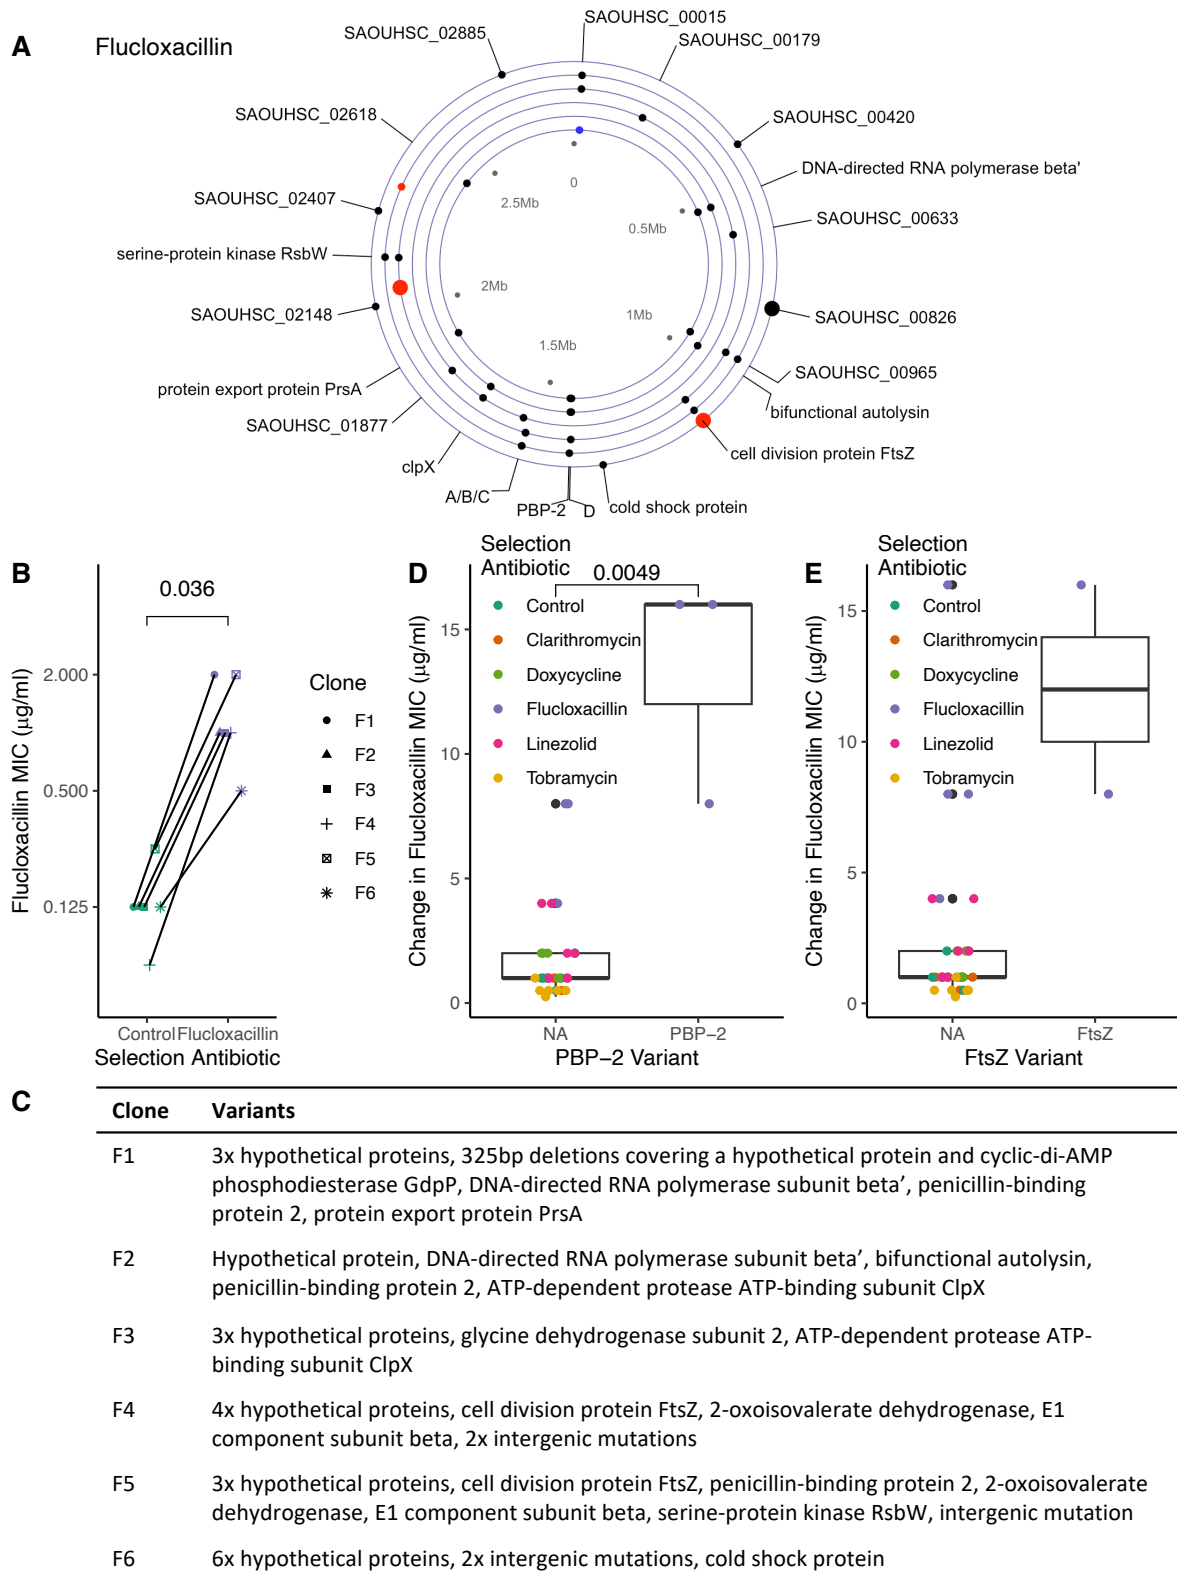 A
Flucloxacillin
SAOUHSC_00015
SAOUHSC_02885
SAOUHSC_00179
SAOUHSC_02618
SAOUHSC_00420
DNA-directed RNA polymerase beta'
SAOUHSC_02407
SAOUHSC_00633
serine-protein kinase RsbW
SAOUHSC_02148
SAOUHSC_00826
SAOUHSC_00965
protein export protein PrsA
bifunctional autolysin
SAOUHSC_01877
cell division protein FtsZ
clpX
A/B/C
PBP-2
D
cold shock protein
0
0.5Mb
1Mb
1.5Mb
2Mb
2.5Mb
B
0.036
Flucloxacillin MIC (μg/ml)
2.000
0.500
0.125
Control
Flucloxacillin
Selection Antibiotic
Clone
F1
F2
F3
F4
F5
F6
D
Selection
Antibiotic
0.0049
Control
Clarithromycin
Doxycycline
Flucloxacillin
Linezolid
Tobramycin
Change in Flucloxacillin MIC (μg/ml)
15
10
5
0
NA
PBP−2
PBP−2 Variant
E
Selection
Antibiotic
Control
Clarithromycin
Doxycycline
Flucloxacillin
Linezolid
Tobramycin
Change in Flucloxacillin MIC (μg/ml)
15
10
5
0
NA
FtsZ
FtsZ Variant
C
Clone Variants
F1 3x hypothetical proteins, 325bp deletions covering a hypothetical protein and cyclic-di-AMP
phosphodiesterase GdpP, DNA-directed RNA polymerase subunit beta’, penicillin-binding
protein 2, protein export protein PrsA
F2 Hypothetical protein, DNA-directed RNA polymerase subunit beta’, bifunctional autolysin,
penicillin-binding protein 2, ATP-dependent protease ATP-binding subunit ClpX
F3 3x hypothetical proteins, glycine dehydrogenase subunit 2, ATP-dependent protease ATP-
binding subunit ClpX
F4 4x hypothetical proteins, cell division protein FtsZ, 2-oxoisovalerate dehydrogenase, E1
component subunit beta, 2x intergenic mutations
F5 3x hypothetical proteins, cell division protein FtsZ, penicillin-binding protein 2, 2-oxoisovalerate
dehydrogenase, E1 component subunit beta, serine-protein kinase RsbW, intergenic mutation
F6 6x hypothetical proteins, 2x intergenic mutations, cold shock protein